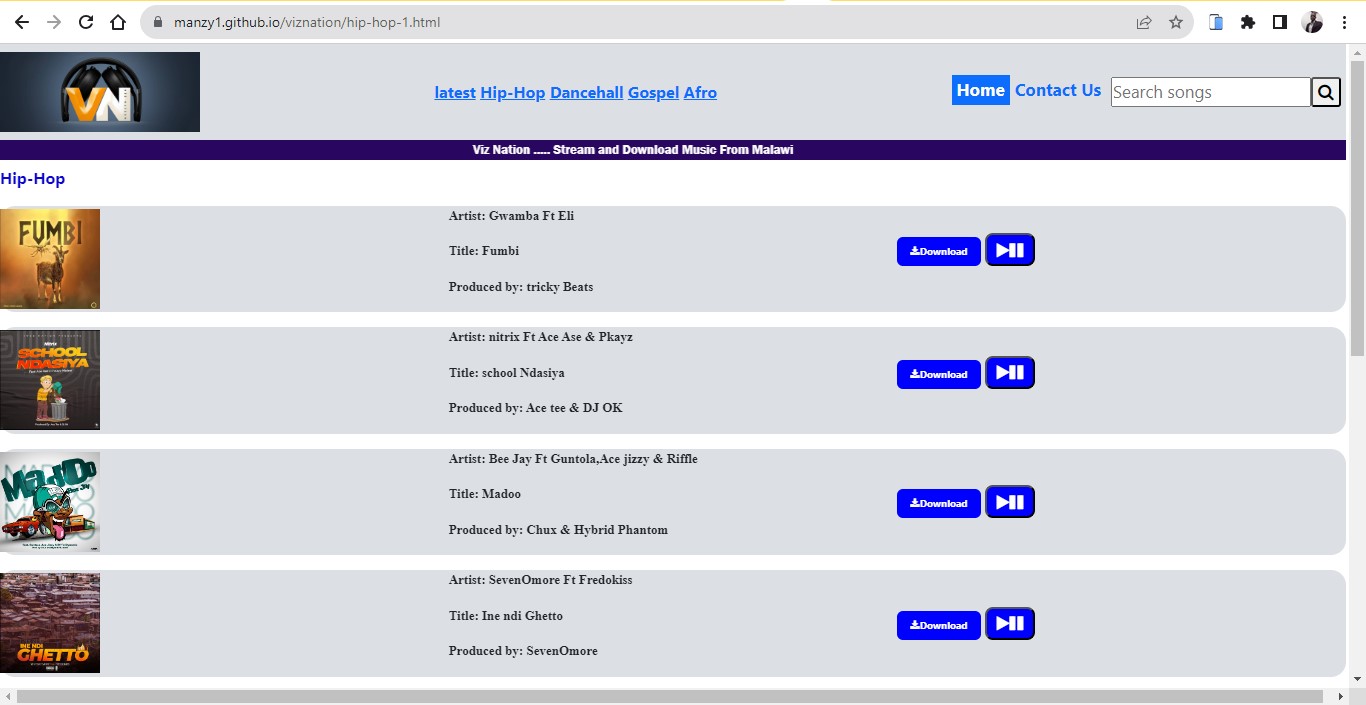 manzy1.github.io/viznation/hip-hop-1.html
VN
latest Hip-Hop Dancehall Gospel Afro
Home Contact Us Search songs
Viz Nation ..... Stream and Download Music From Malawi
Hip-Hop
FUMBI
Artist: Gwamba Ft Eli
Title: Fumbi
Produced by: tricky Beats
Download
Nitrix
SCHOOL
NDASIYA
Artist: nitrix Ft Ace Ase & Pkayz
Title: school Ndasiya
Produced by: Ace tee & DJ OK
Download
MADDO
Artist: Bee Jay Ft Guntola,Ace jizzy & Riffle
Title: Madoo
Produced by: Chux & Hybrid Phantom
Download
INE NDI
GHETTO
Artist: SevenOmore Ft Fredokiss
Title: Ine ndi Ghetto
Produced by: SevenOmore
Download